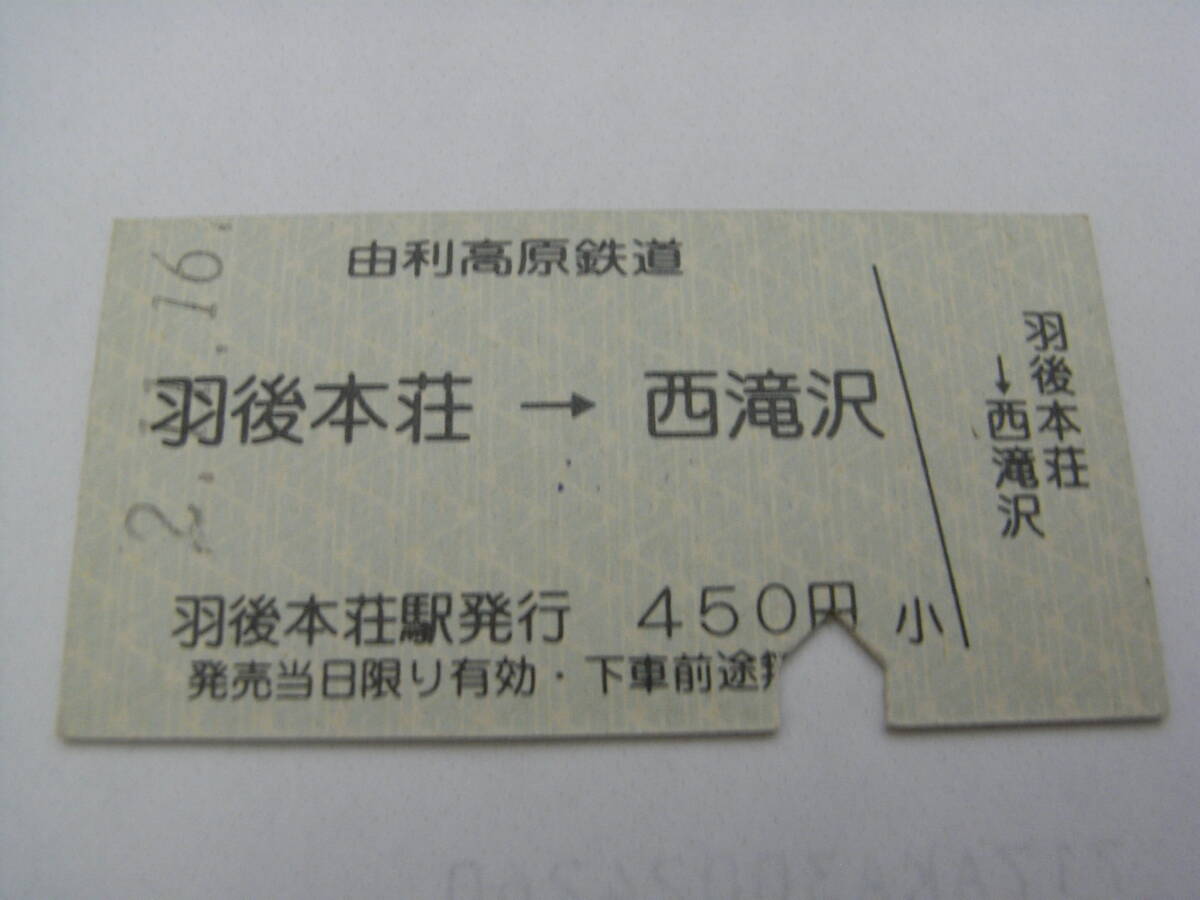 由利高原鉄道
羽後本荘 → 西滝沢
羽後本荘駅発行 450円 小
発売当日限り有効・下車前途
羽後本荘
→西滝沢
16.
2.